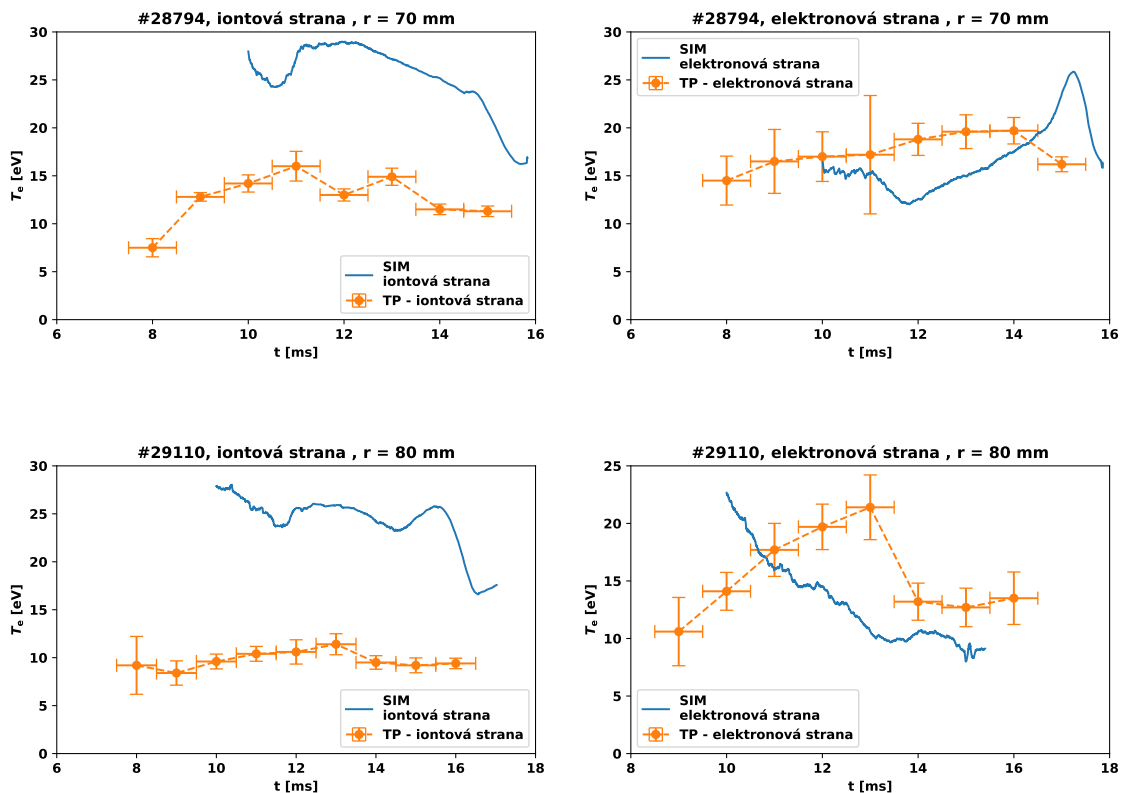 #28794, iontová strana , r = 70 mm
30
25
20
15
10
5
0
Te [eV]
6 8 10 12 14 16
t [ms]
SIM
iontová strana
TP - iontová strana
#28794, elektronová strana , r = 70 mm
30
25
20
15
10
5
0
Te [eV]
6 8 10 12 14 16
t [ms]
SIM
elektronová strana
TP - elektronová strana
#29110, iontová strana , r = 80 mm
30
25
20
15
10
5
0
Te [eV]
6 8 10 12 14 16 18
t [ms]
SIM
iontová strana
TP - iontová strana
#29110, elektronová strana , r = 80 mm
25
20
15
10
5
0
Te [eV]
8 10 12 14 16 18
t [ms]
SIM
elektronová strana
TP - elektronová strana